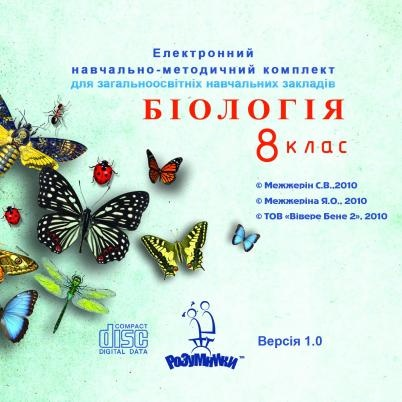 Електронний
навчально-методичний комплект
для загальноосвітніх навчальних закладів
БІОЛОГІЯ
8 клас
© Межжерін С.В.,2010
© Межжеріна Я.О., 2010
© ТОВ «Вівере Бене 2», 2010
COMPACT
disc
DIGITAL DATA
РОЗУМНИКИ™
Версія 1.0